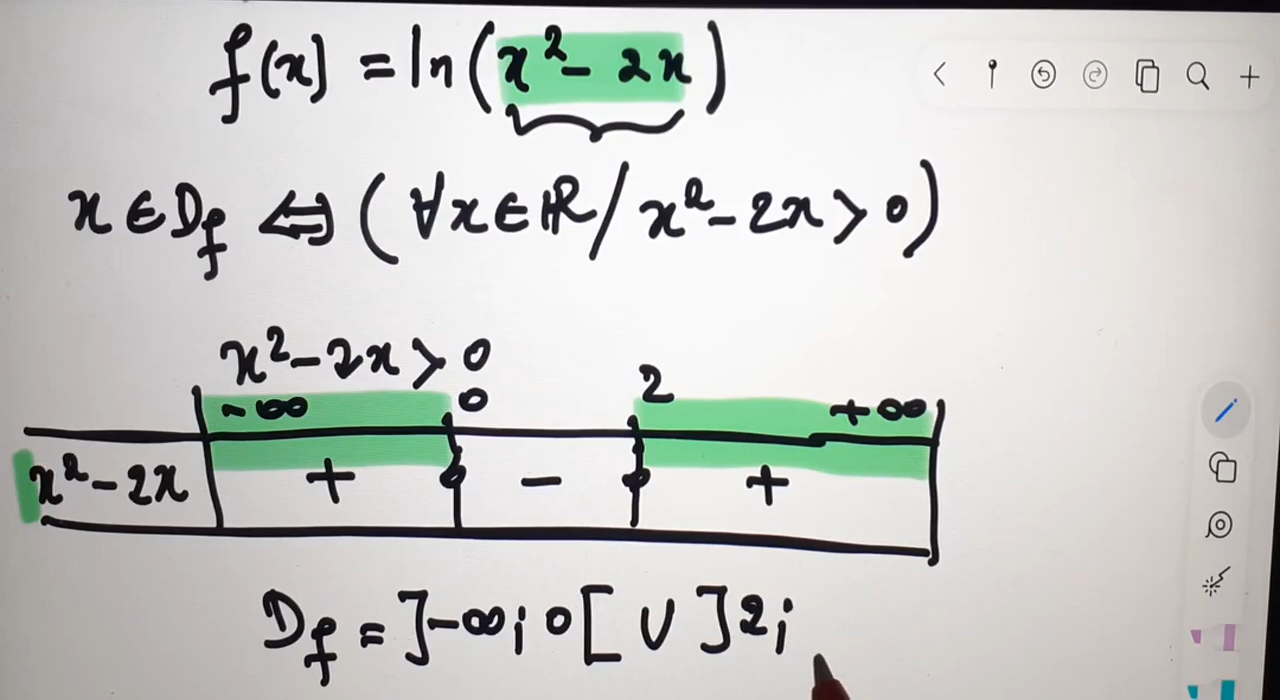 f(x) = ln(x² - 2x)
x ∈ D_f ⇔ (∀x ∈ ℝ / x² - 2x > 0)
x² - 2x > 0
-∞ 0 2 +∞
x² - 2x + - +
D_f = ]-∞; 0[ ∪ ]2;